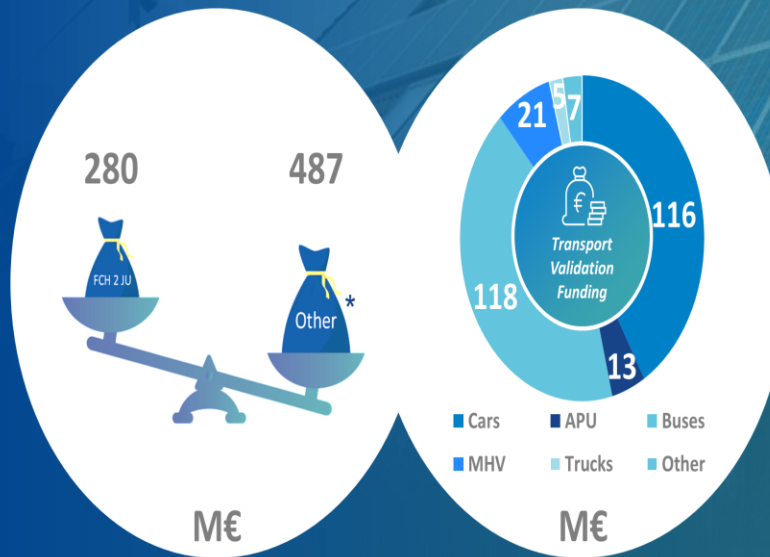 280
487
FCH 2 JU
Other *
M€
21
5
7
116
118
13
€
Transport
Validation
Funding
Cars
APU
Buses
MHV
Trucks
Other
M€